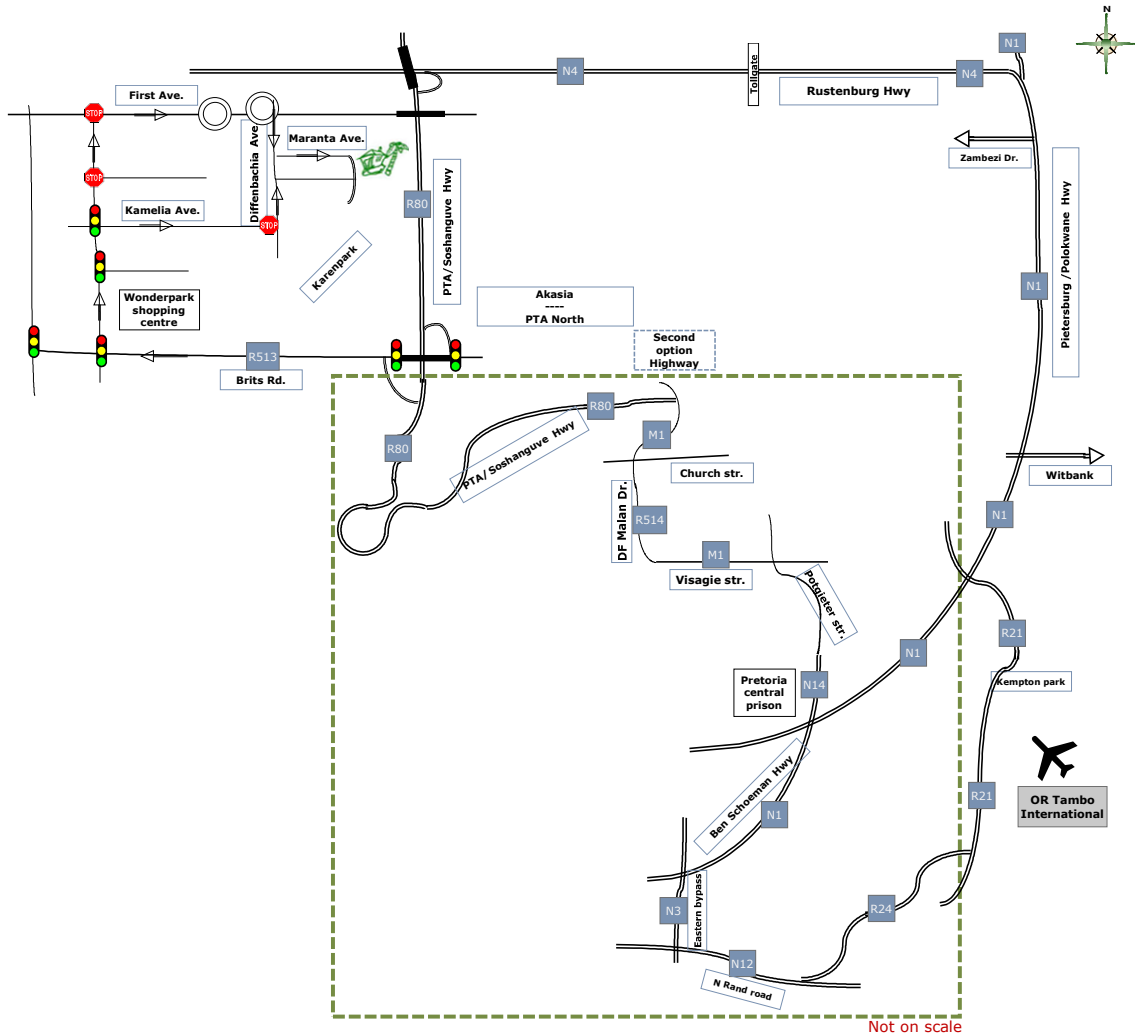 N
N1
N4
Tollgate
N4
Rustenburg Hwy
First Ave.
STOP
Diffenbachia Ave
Maranta Ave.
Zambezi Dr.
STOP
Kamelia Ave.
STOP
R80
PTA/Soshanguve Hwy
Pietersburg/Polokwane Hwy
Karenpark
N1
Wonderpark
shopping
centre
Akasia
----
PTA North
Second
option
Highway
R513
Brits Rd.
R80
R80
PTA/Soshanguve Hwy
M1
Church str.
Witbank
DF Malan Dr.
R514
N1
M1
Visagie str.
Potgieter str.
R21
N1
Kempton park
Pretoria
central
prison
N14
Ben Schoeman Hwy
R21
OR Tambo
International
N1
Eastern bypass
N3
R24
N12
N Rand road
Not on scale